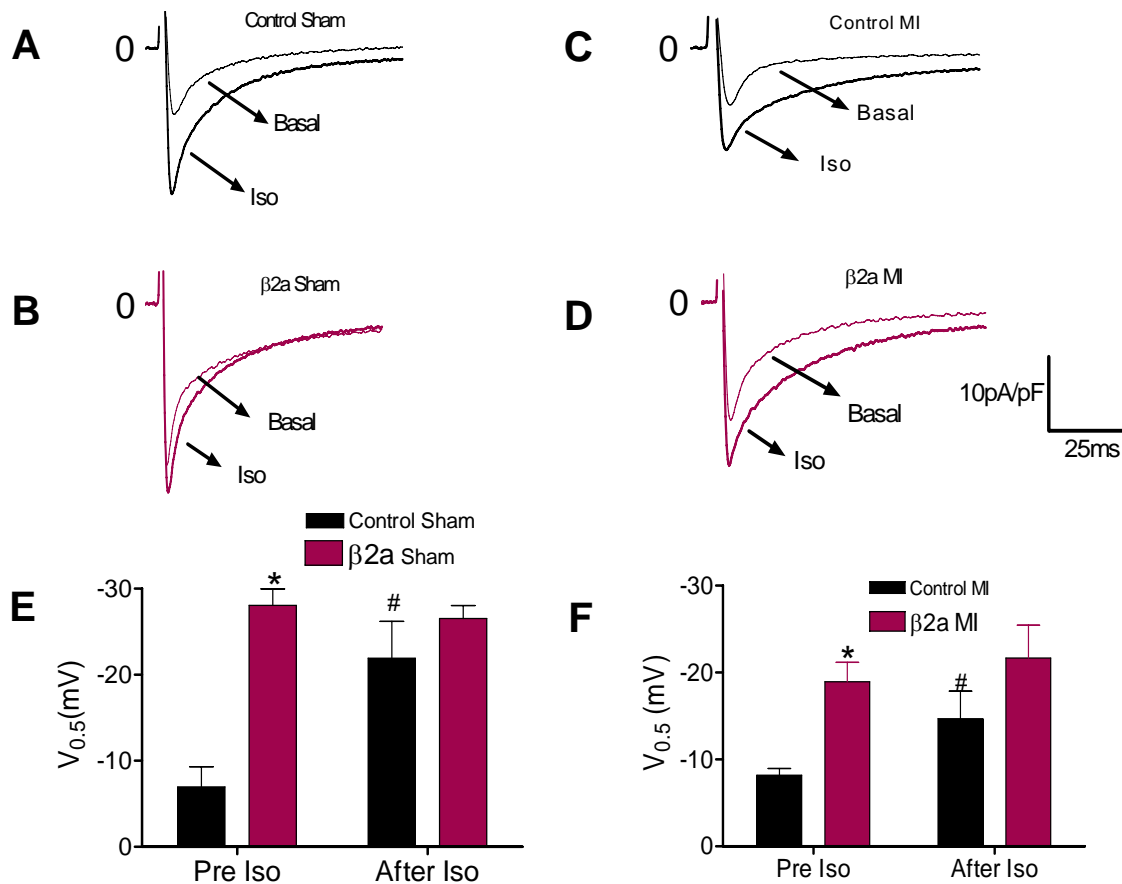 A
Control Sham
0
Basal
Iso
C
Control MI
0
Basal
Iso
B
β2a Sham
0
Basal
Iso
D
β2a MI
0
Basal
Iso
10pA/pF
25ms
E
Control Sham
β2a Sham
V0.5(mV)
-30
-20
-10
0
*
#
Pre Iso
After Iso
F
Control MI
β2a MI
V0.5 (mV)
-30
-20
-10
0
*
#
Pre Iso
After Iso